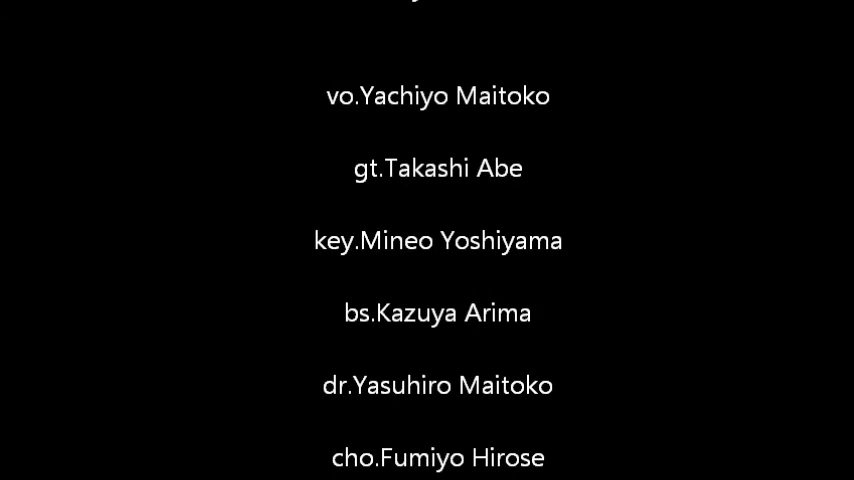 vo.Yachiyo Maitoko
gt.Takashi Abe
key.Mineo Yoshiyama
bs.Kazuya Arima
dr.Yasuhiro Maitoko
cho.Fumiyo Hirose